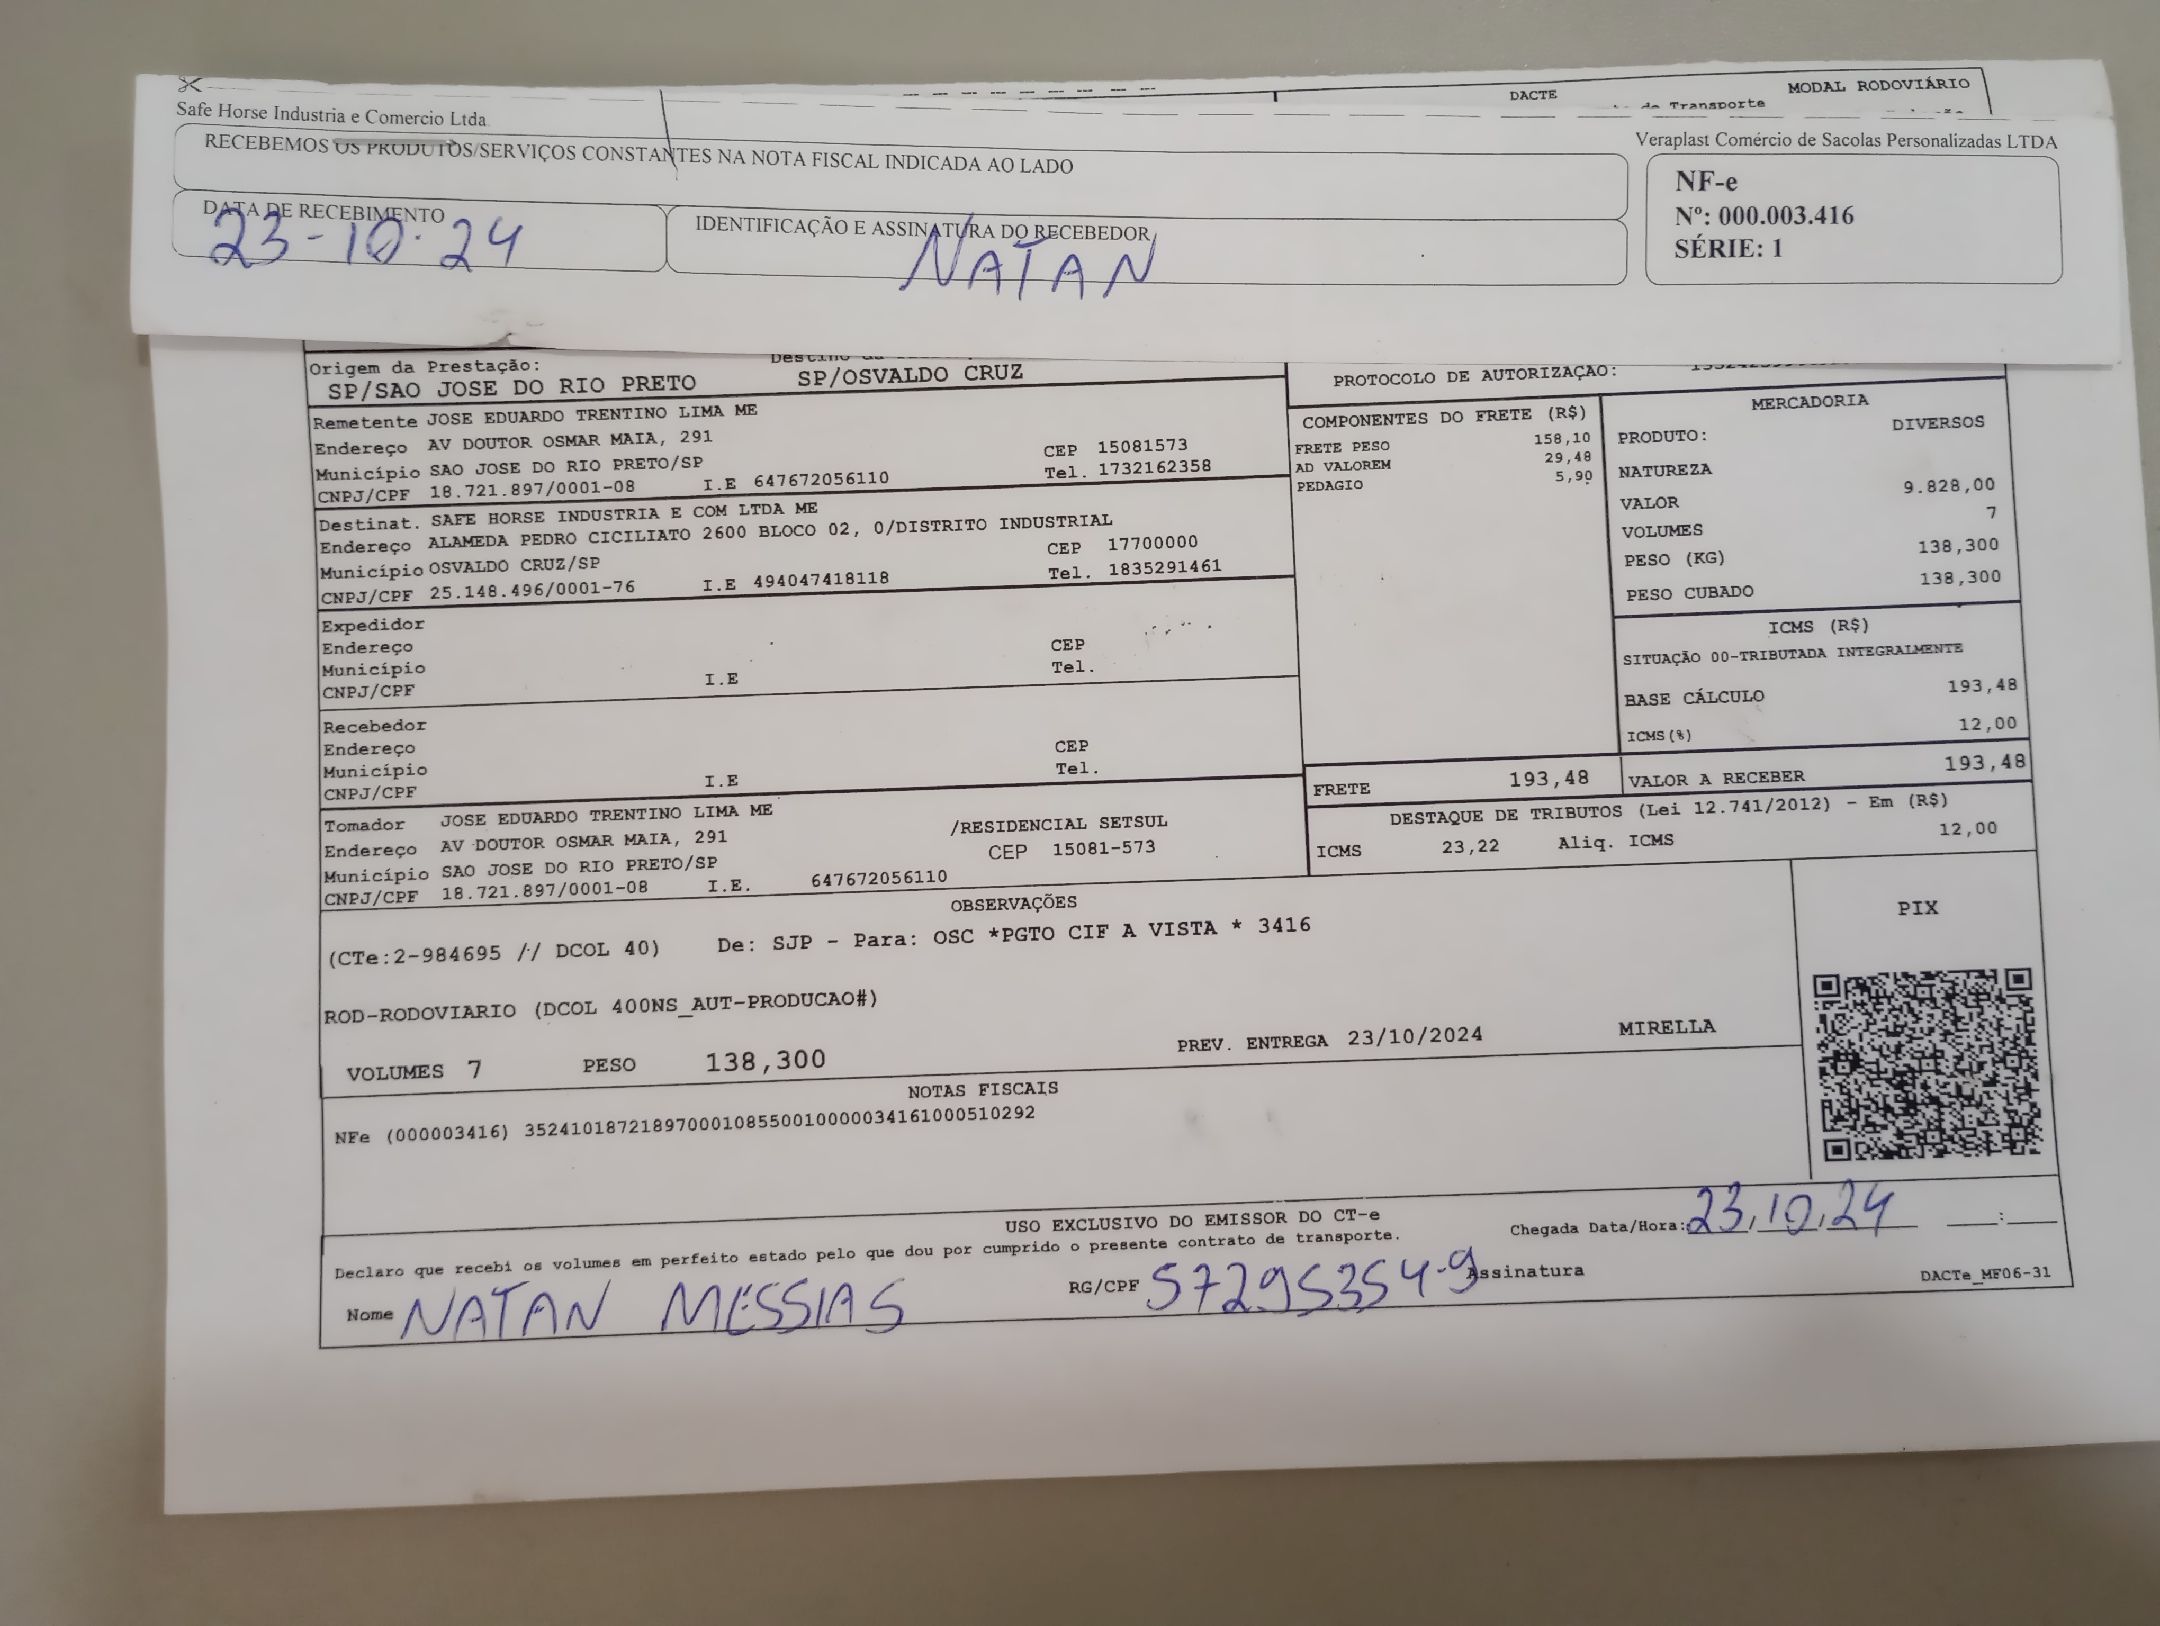 DACTE
MODAL RODOVIÁRIO
de Transporte
Safe Horse Industria e Comercio Ltda
Veraplast Comércio de Sacolas Personalizadas LTDA
RECEBEMOS OS PRODUTOS/SERVIÇOS CONSTANTES NA NOTA FISCAL INDICADA AO LADO
NF-e
Nº: 000.003.416
SÉRIE: 1
DATA DE RECEBIMENTO
23-10-24
IDENTIFICAÇÃO E ASSINATURA DO RECEBEDOR
NATAN
Origem da Prestação:
SP/SAO JOSE DO RIO PRETO
SP/OSVALDO CRUZ
PROTOCOLO DE AUTORIZAÇÃO:
Remetente JOSE EDUARDO TRENTINO LIMA ME
Endereço AV DOUTOR OSMAR MAIA, 291
CEP 15081573
Município SAO JOSE DO RIO PRETO/SP
Tel. 1732162358
CNPJ/CPF 18.721.897/0001-08 I.E 647672056110
Destinat. SAFE HORSE INDUSTRIA E COM LTDA ME
Endereço ALAMEDA PEDRO CICILIATO 2600 BLOCO 02, 0/DISTRITO INDUSTRIAL
Município OSVALDO CRUZ/SP
CEP 17700000
CNPJ/CPF 25.148.496/0001-76 I.E 494047418118
Tel. 1835291461
Expedidor
Endereço
CEP
Município
Tel.
CNPJ/CPF I.E
Recebedor
Endereço
CEP
Município
Tel.
CNPJ/CPF I.E
Tomador JOSE EDUARDO TRENTINO LIMA ME
Endereço AV DOUTOR OSMAR MAIA, 291 /RESIDENCIAL SETSUL
Município SAO JOSE DO RIO PRETO/SP CEP 15081-573
CNPJ/CPF 18.721.897/0001-08 I.E. 647672056110
COMPONENTES DO FRETE (R$)
FRETE PESO 158,10
AD VALOREM 29,48
PEDAGIO 5,90
MERCADORIA
PRODUTO: DIVERSOS
NATUREZA
VALOR 9.828,00
VOLUMES 7
PESO (KG) 138,300
PESO CUBADO 138,300
ICMS (R$)
SITUAÇÃO 00-TRIBUTADA INTEGRALMENTE
BASE CÁLCULO 193,48
ICMS(%) 12,00
FRETE 193,48
VALOR A RECEBER 193,48
DESTAQUE DE TRIBUTOS (Lei 12.741/2012) - Em (R$)
ICMS 23,22 Aliq. ICMS 12,00
OBSERVAÇÕES
(CTe:2-984695 // DCOL 40) De: SJP - Para: OSC *PGTO CIF A VISTA * 3416
ROD-RODOVIARIO (DCOL 400NS_AUT-PRODUCAO#)
VOLUMES 7 PESO 138,300 PREV. ENTREGA 23/10/2024 MIRELLA
PIX
NOTAS FISCAIS
NFe (000003416) 35241018721897000108550010000034161000510292
USO EXCLUSIVO DO EMISSOR DO CT-e
Declaro que recebi os volumes em perfeito estado pelo que dou por cumprido o presente contrato de transporte.
Chegada Data/Hora: 23/10/24 __:__
Nome NATAN MESSIAS RG/CPF 57295354-9 Assinatura
DACTe_MF06-31